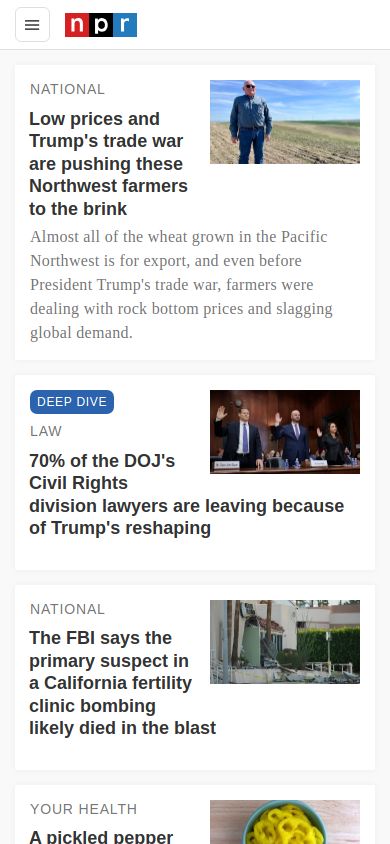 npr
NATIONAL
Low prices and
Trump's trade war
are pushing these
Northwest farmers
to the brink
Almost all of the wheat grown in the Pacific
Northwest is for export, and even before
President Trump's trade war, farmers were
dealing with rock bottom prices and slagging
global demand.
DEEP DIVE
LAW
70% of the DOJ's
Civil Rights
division lawyers are leaving because
of Trump's reshaping
NATIONAL
The FBI says the
primary suspect in
a California fertility
clinic bombing
likely died in the blast
YOUR HEALTH
A pickled pepper